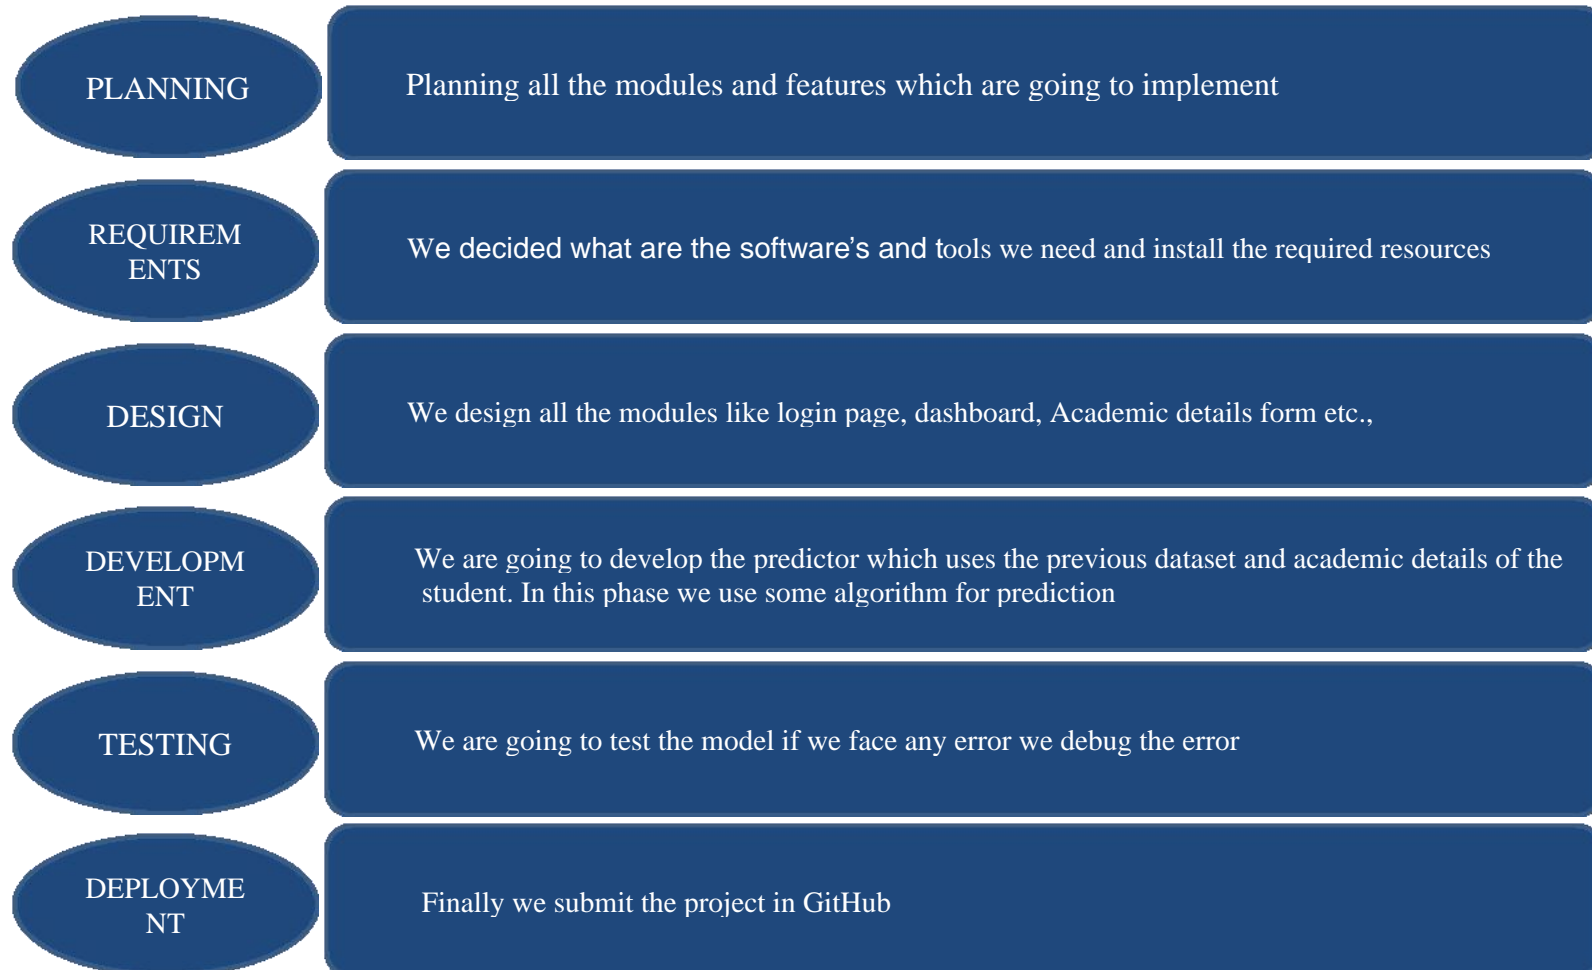 PLANNING
Planning all the modules and features which are going to implement
REQUIREM
ENTS
We decided what are the software's and tools we need and install the required resources
DESIGN
We design all the modules like login page, dashboard, Academic details form etc.,
DEVELOPM
ENT
We are going to develop the predictor which uses the previous dataset and academic details of the
student. In this phase we use some algorithm for prediction
TESTING
We are going to test the model if we face any error we debug the error
DEPLOYME
NT
Finally we submit the project in GitHub